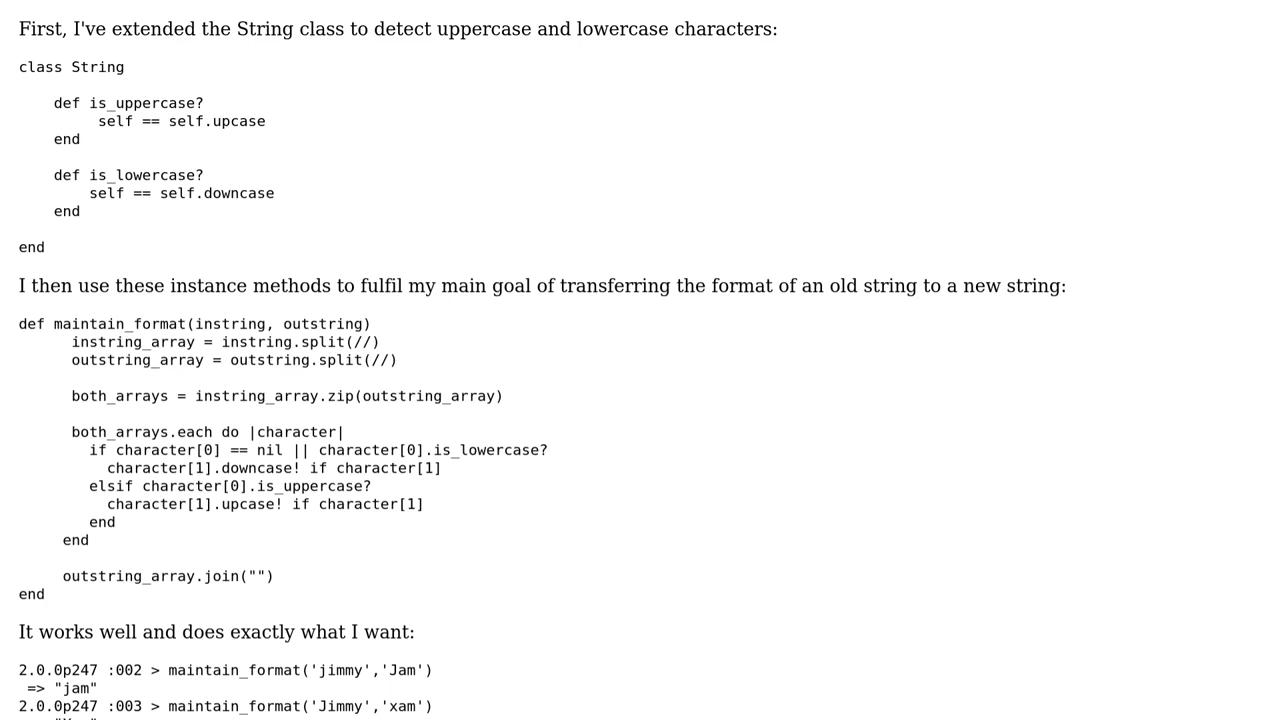 First, I've extended the String class to detect uppercase and lowercase characters:
class String
    def is_uppercase?
         self == self.upcase
    end
    def is_lowercase?
        self == self.downcase
    end
end
I then use these instance methods to fulfil my main goal of transferring the format of an old string to a new string:
def maintain_format(instring, outstring)
      instring_array = instring.split(//)
      outstring_array = outstring.split(//)
      both_arrays = instring_array.zip(outstring_array)
      both_arrays.each do |character|
        if character[0] == nil || character[0].is_lowercase?
          character[1].downcase! if character[1]
        elsif character[0].is_uppercase?
          character[1].upcase! if character[1]
        end
     end
     outstring_array.join("")
end
It works well and does exactly what I want:
2.0.0p247 :002 > maintain_format('jimmy','Jam')
 => "jam"
2.0.0p247 :003 > maintain_format('Jimmy','xam')